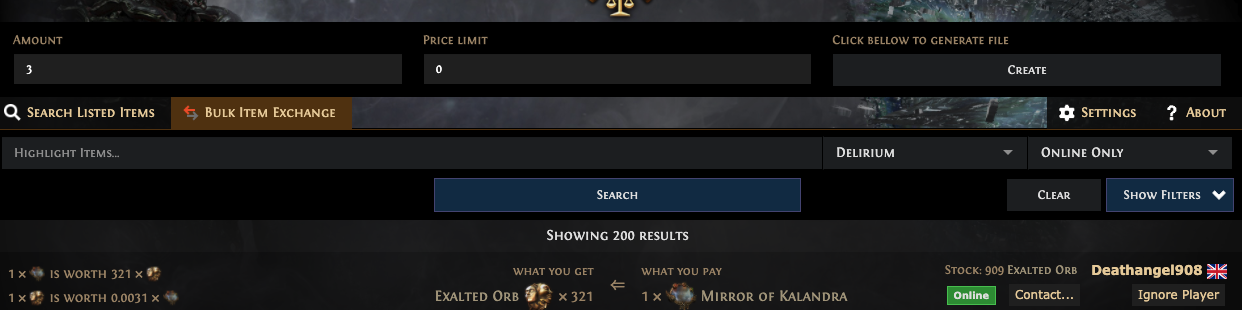 Amount Price limit Click bellow to generate file
3 0 Create
Search Listed Items Bulk Item Exchange Settings ? About
Highlight Items... Delirium Online Only
Search Clear Show Filters
Showing 200 results
1 × is worth 321 × what you get ⇐ what you pay Stock: 909 Exalted Orb Deathangel908
1 × is worth 0.0031 × Exalted Orb × 321 1 × Mirror of Kalandra Online Contact... Ignore Player